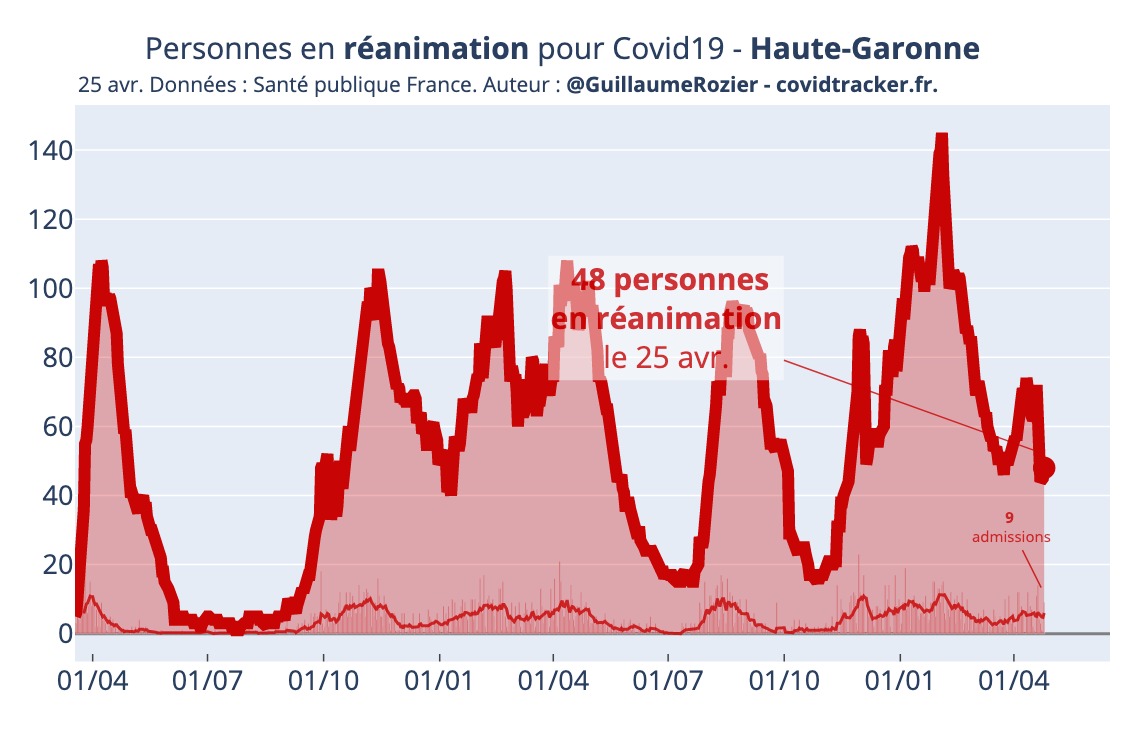 Personnes en réanimation pour Covid19 - Haute-Garonne
25 avr. Données : Santé publique France. Auteur : @GuillaumeRozier - covidtracker.fr.
140
120
100
80
60
40
20
0
48 personnes
en réanimation
le 25 avr.
9
admissions
01/04 01/07 01/10 01/01 01/04 01/07 01/10 01/01 01/04